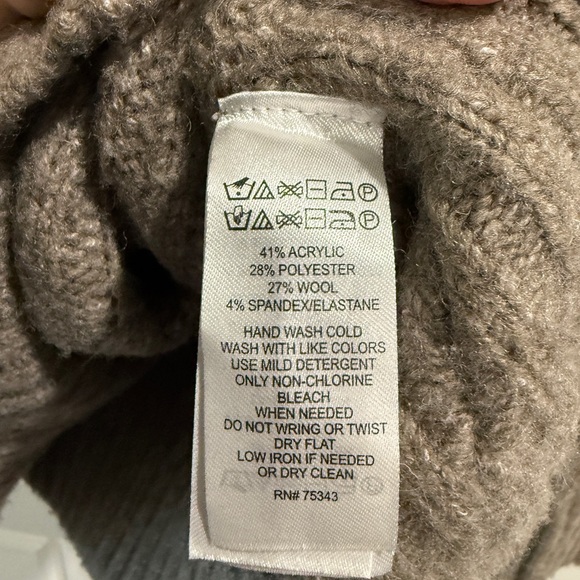 41% ACRYLIC
28% POLYESTER
27% WOOL
4% SPANDEX/ELASTANE
HAND WASH COLD
WASH WITH LIKE COLORS
USE MILD DETERGENT
ONLY NON-CHLORINE
BLEACH
WHEN NEEDED
DO NOT WRING OR TWIST
DRY FLAT
LOW IRON IF NEEDED
OR DRY CLEAN
RN# 75343